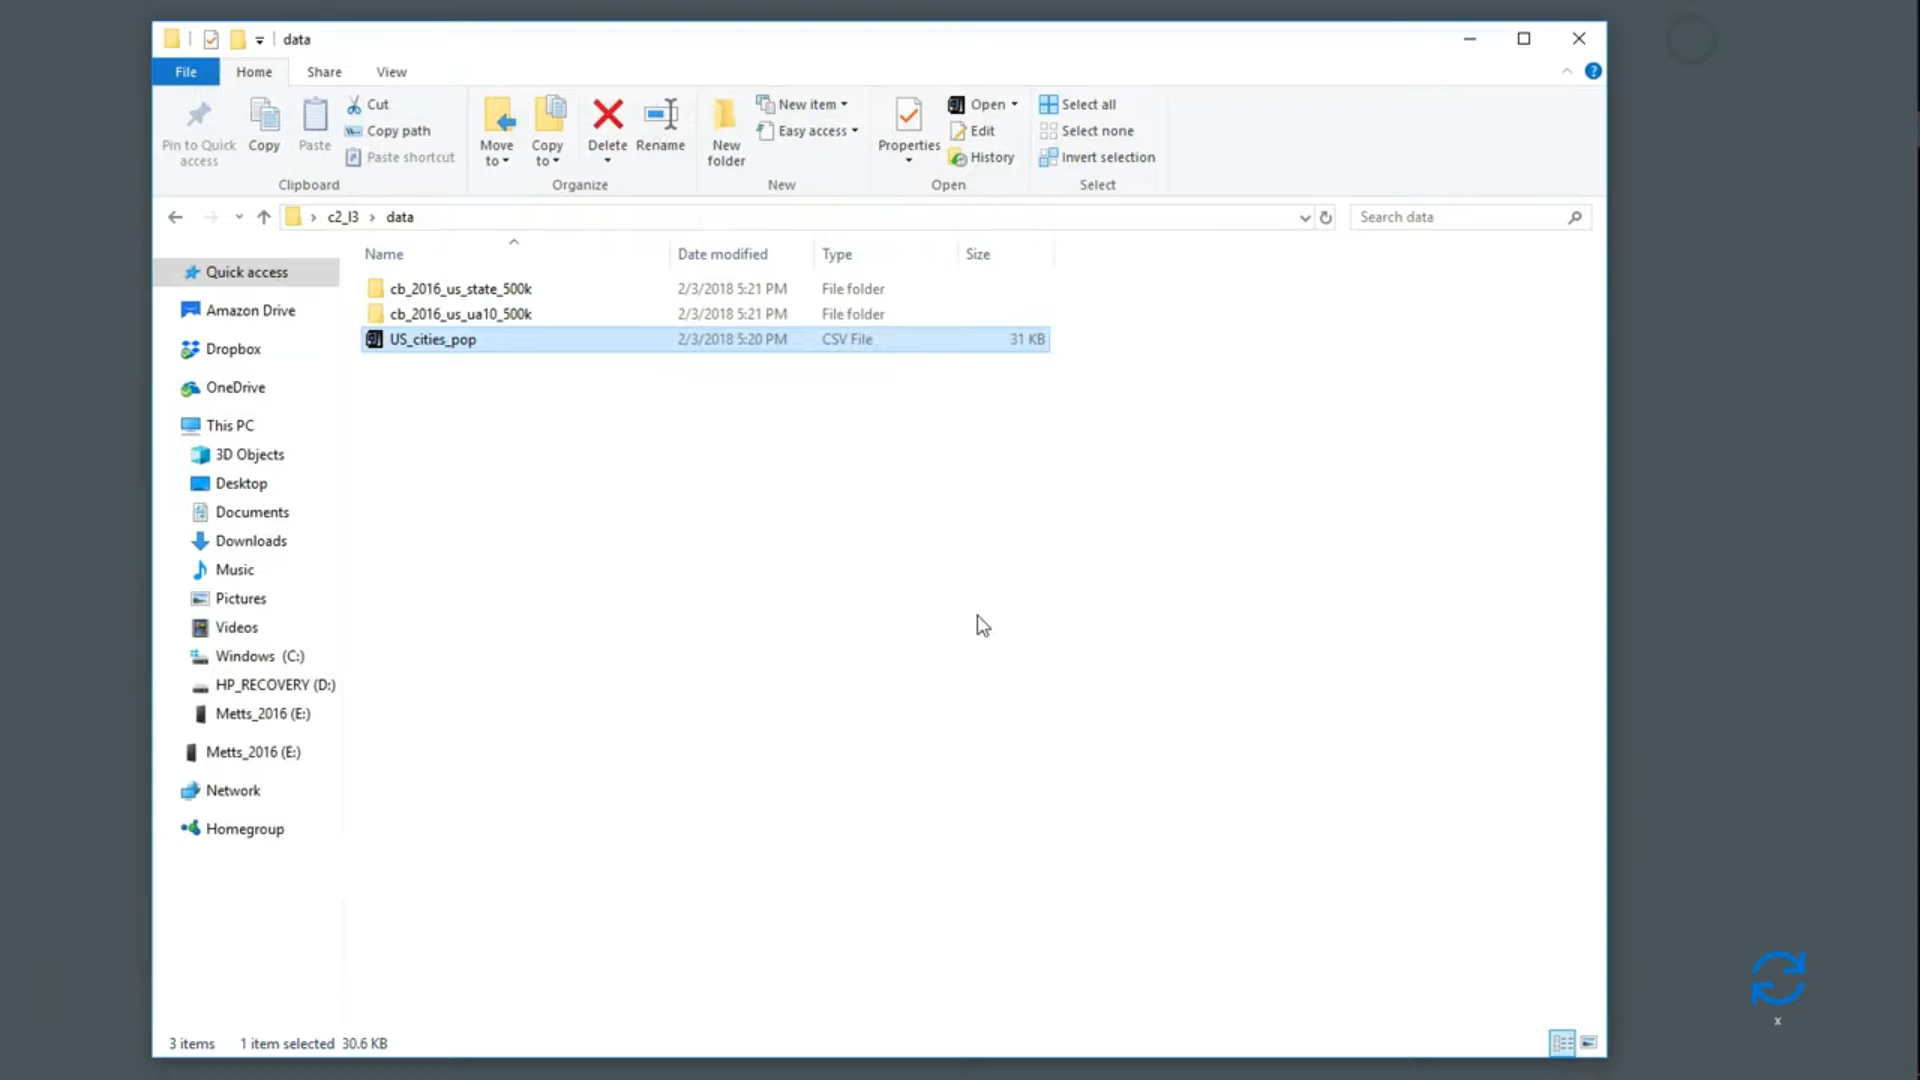 data
File Home Share View
Pin to Quick access
Copy
Paste
Cut
Copy path
Paste shortcut
Clipboard
Move to
Copy to
Delete
Rename
Organize
New folder
New item
Easy access
New
Properties
Open
Edit
History
Open
Select all
Select none
Invert selection
Select
c2_l3 data
Search data
Name Date modified Type Size
cb_2016_us_state_500k 2/3/2018 5:21 PM File folder
cb_2016_us_ua10_500k 2/3/2018 5:21 PM File folder
US_cities_pop 2/3/2018 5:20 PM CSV File 31 KB
Quick access
Amazon Drive
Dropbox
OneDrive
This PC
3D Objects
Desktop
Documents
Downloads
Music
Pictures
Videos
Windows (C:)
HP_RECOVERY (D:)
Metts_2016 (E:)
Metts_2016 (E:)
Network
Homegroup
3 items 1 item selected 30.6 KB
x